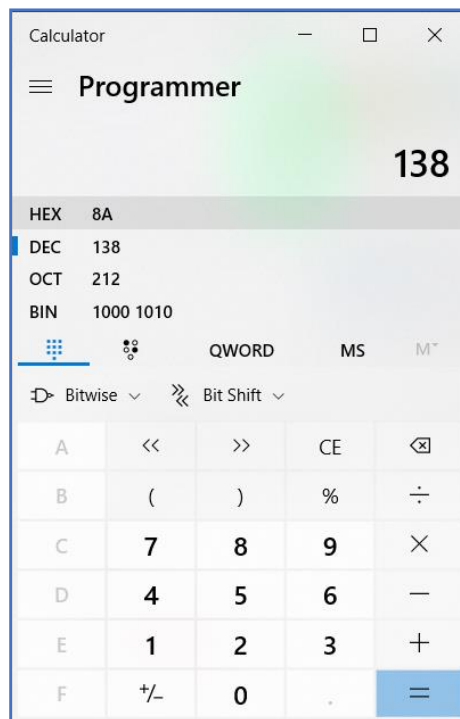 Calculator
Programmer
138
HEX 8A
DEC 138
OCT 212
BIN 1000 1010
QWORD MS M
Bitwise Bit Shift
A << >> CE
B ( ) % ÷
C 7 8 9 ×
D 4 5 6 −
E 1 2 3 +
F +/− 0 . =